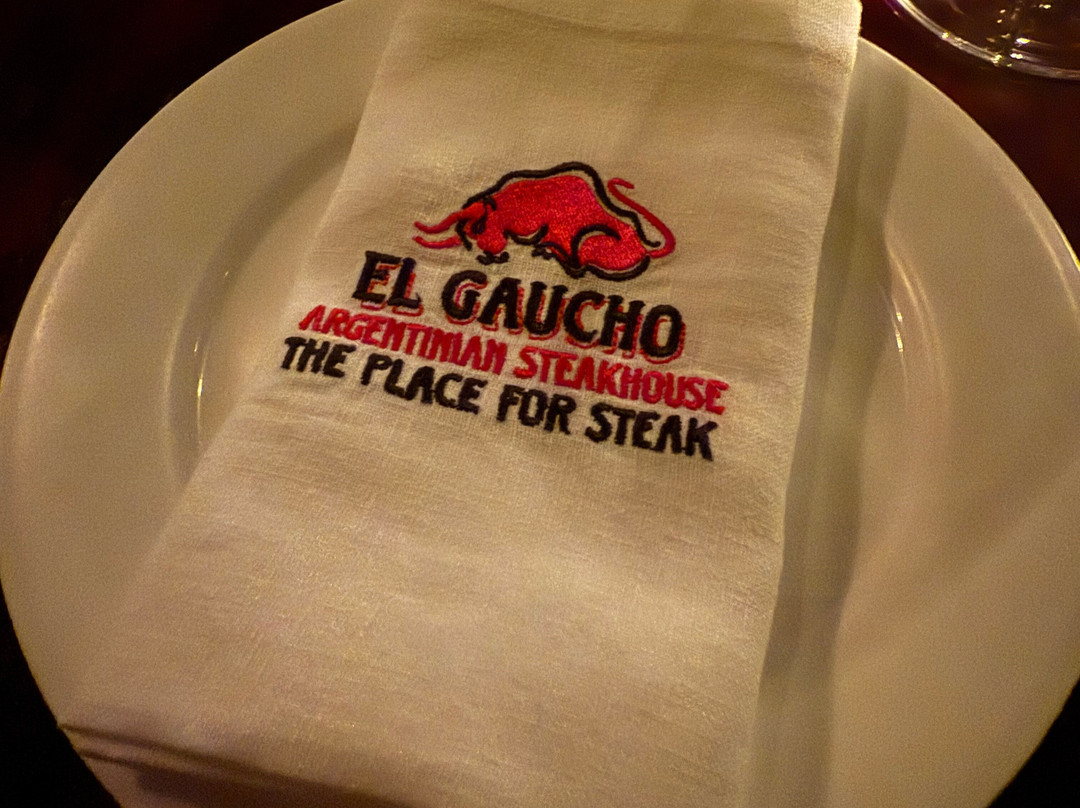 EL GAUCHO
ARGENTINIAN STEAKHOUSE
THE PLACE FOR STEAK